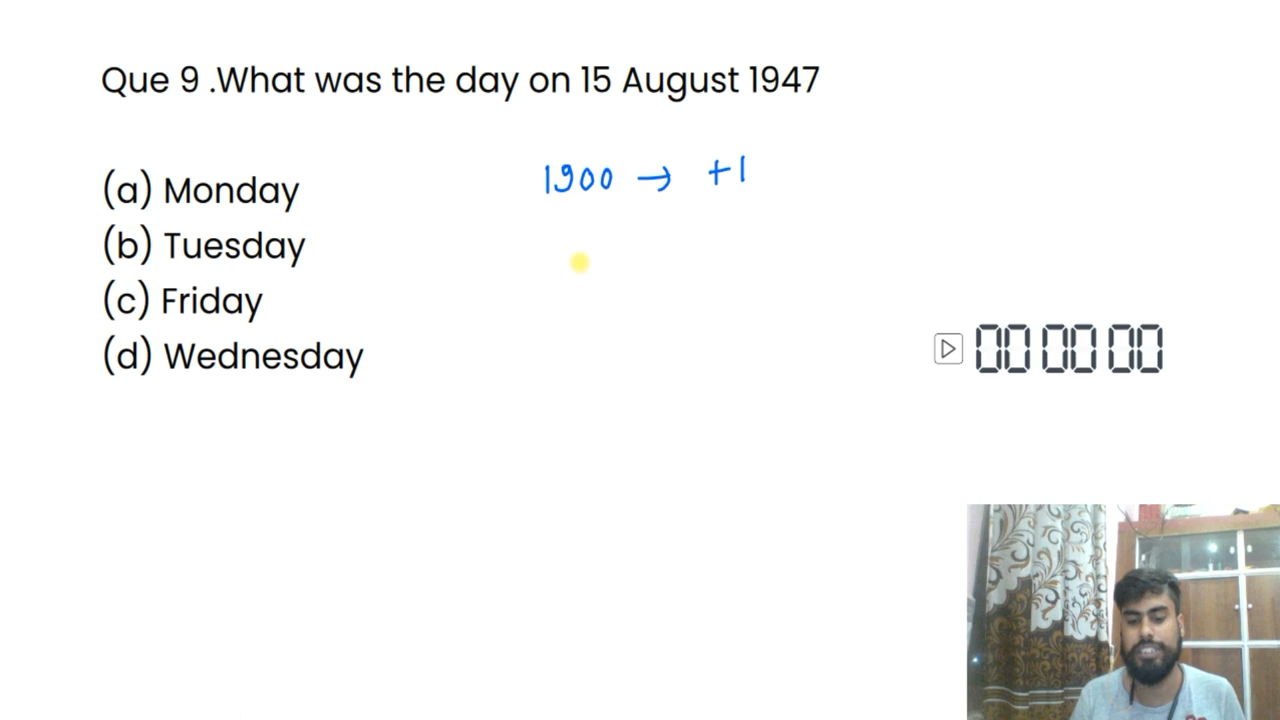 Que 9 .What was the day on 15 August 1947
1900 → +1
(a) Monday
(b) Tuesday
(c) Friday
(d) Wednesday
00 00 00